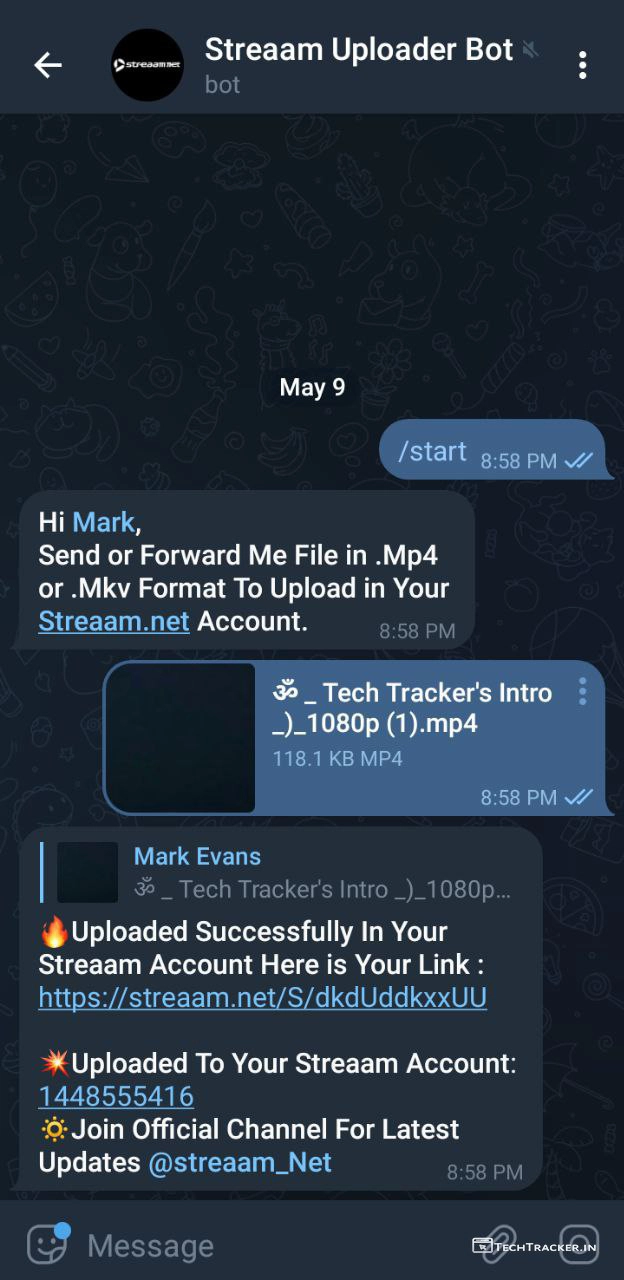 Streaam Uploader Bot
streaamnet
bot
May 9
/start 8:58 PM
Hi Mark,
Send or Forward Me File in .Mp4
or .Mkv Format To Upload in Your
Streaam.net Account.
8:58 PM
ॐ _ Tech Tracker's Intro
_)_1080p (1).mp4
118.1 KB MP4
8:58 PM
Mark Evans
ॐ _ Tech Tracker's Intro _)_1080p...
🔥Uploaded Successfully In Your
Streaam Account Here is Your Link :
https://streaam.net/S/dkdUddkxxUU
💥Uploaded To Your Streaam Account:
1448555416
🔅Join Official Channel For Latest
Updates @streaam_Net
8:58 PM
Message
TECHTRACKER.IN